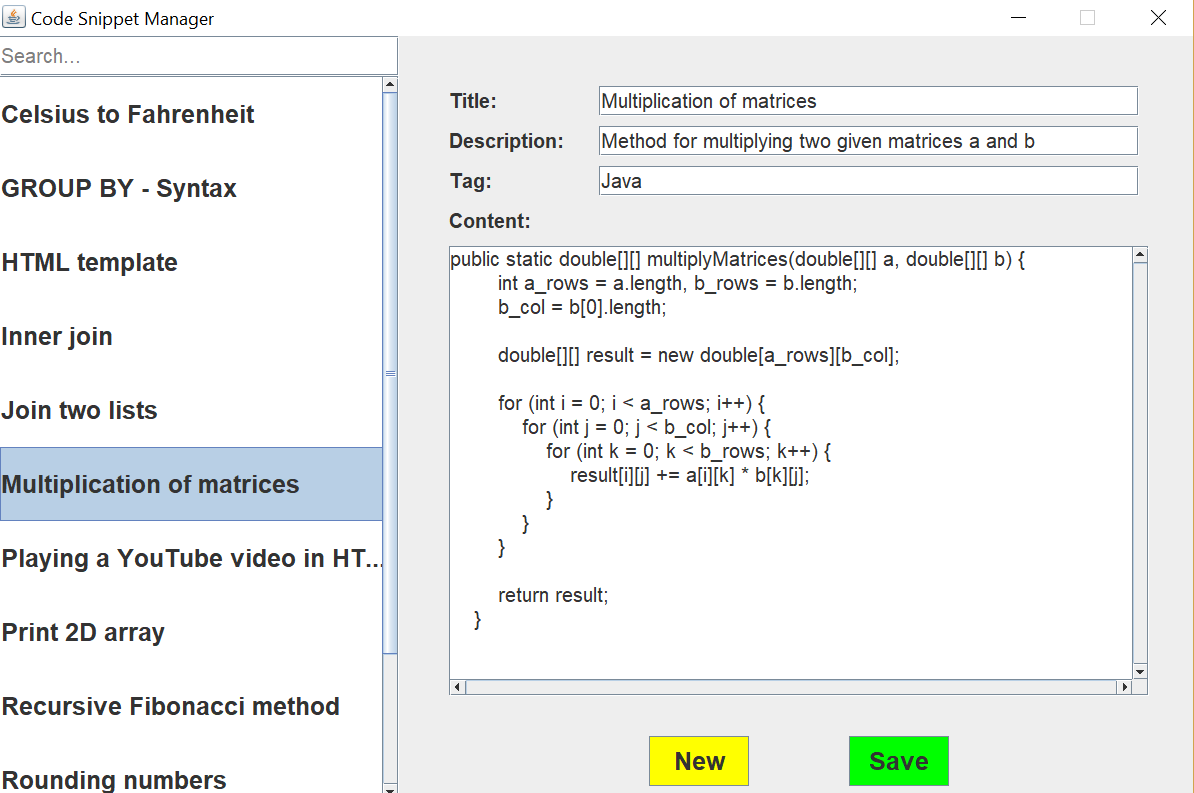 Code Snippet Manager
Search...
Celsius to Fahrenheit
GROUP BY - Syntax
HTML template
Inner join
Join two lists
Multiplication of matrices
Playing a YouTube video in HT...
Print 2D array
Recursive Fibonacci method
Rounding numbers
Title: Multiplication of matrices
Description: Method for multiplying two given matrices a and b
Tag: Java
Content:
public static double[][] multiplyMatrices(double[][] a, double[][] b) {
        int a_rows = a.length, b_rows = b.length;
        b_col = b[0].length;

        double[][] result = new double[a_rows][b_col];

        for (int i = 0; i < a_rows; i++) {
            for (int j = 0; j < b_col; j++) {
                for (int k = 0; k < b_rows; k++) {
                    result[i][j] += a[i][k] * b[k][j];
                }
            }
        }

        return result;
    }
New Save